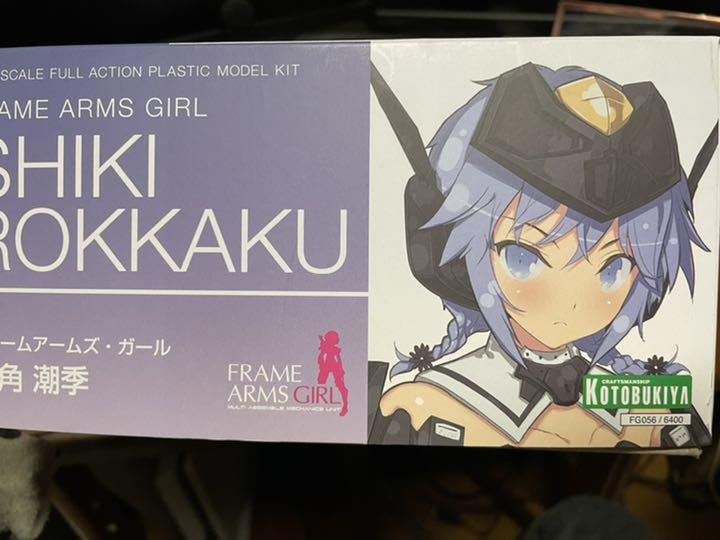 SCALE FULL ACTION PLASTIC MODEL KIT
AME ARMS GIRL
SHIKI
ROKKAKU
ームアームズ・ガール
角 潮季
FRAME
ARMS GIRL
MULTI ASSEMBLE MECHANICS UNIT
CRAFTSMANSHIP
KOTOBUKIYA
FG056 / 6400